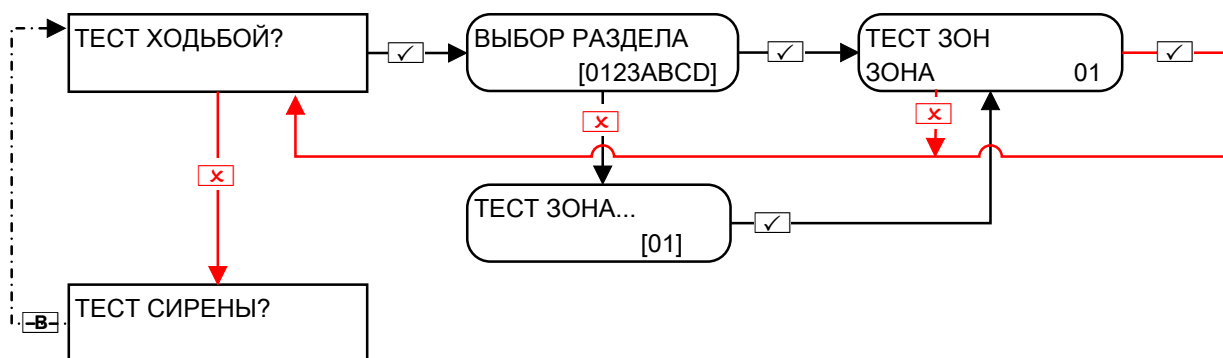 ТЕСТ ХОДЬБОЙ?
ВЫБОР РАЗДЕЛА
[0123ABCD]
ТЕСТ ЗОН
ЗОНА 01
ТЕСТ ЗОНА...
[01]
ТЕСТ СИРЕНЫ?
B